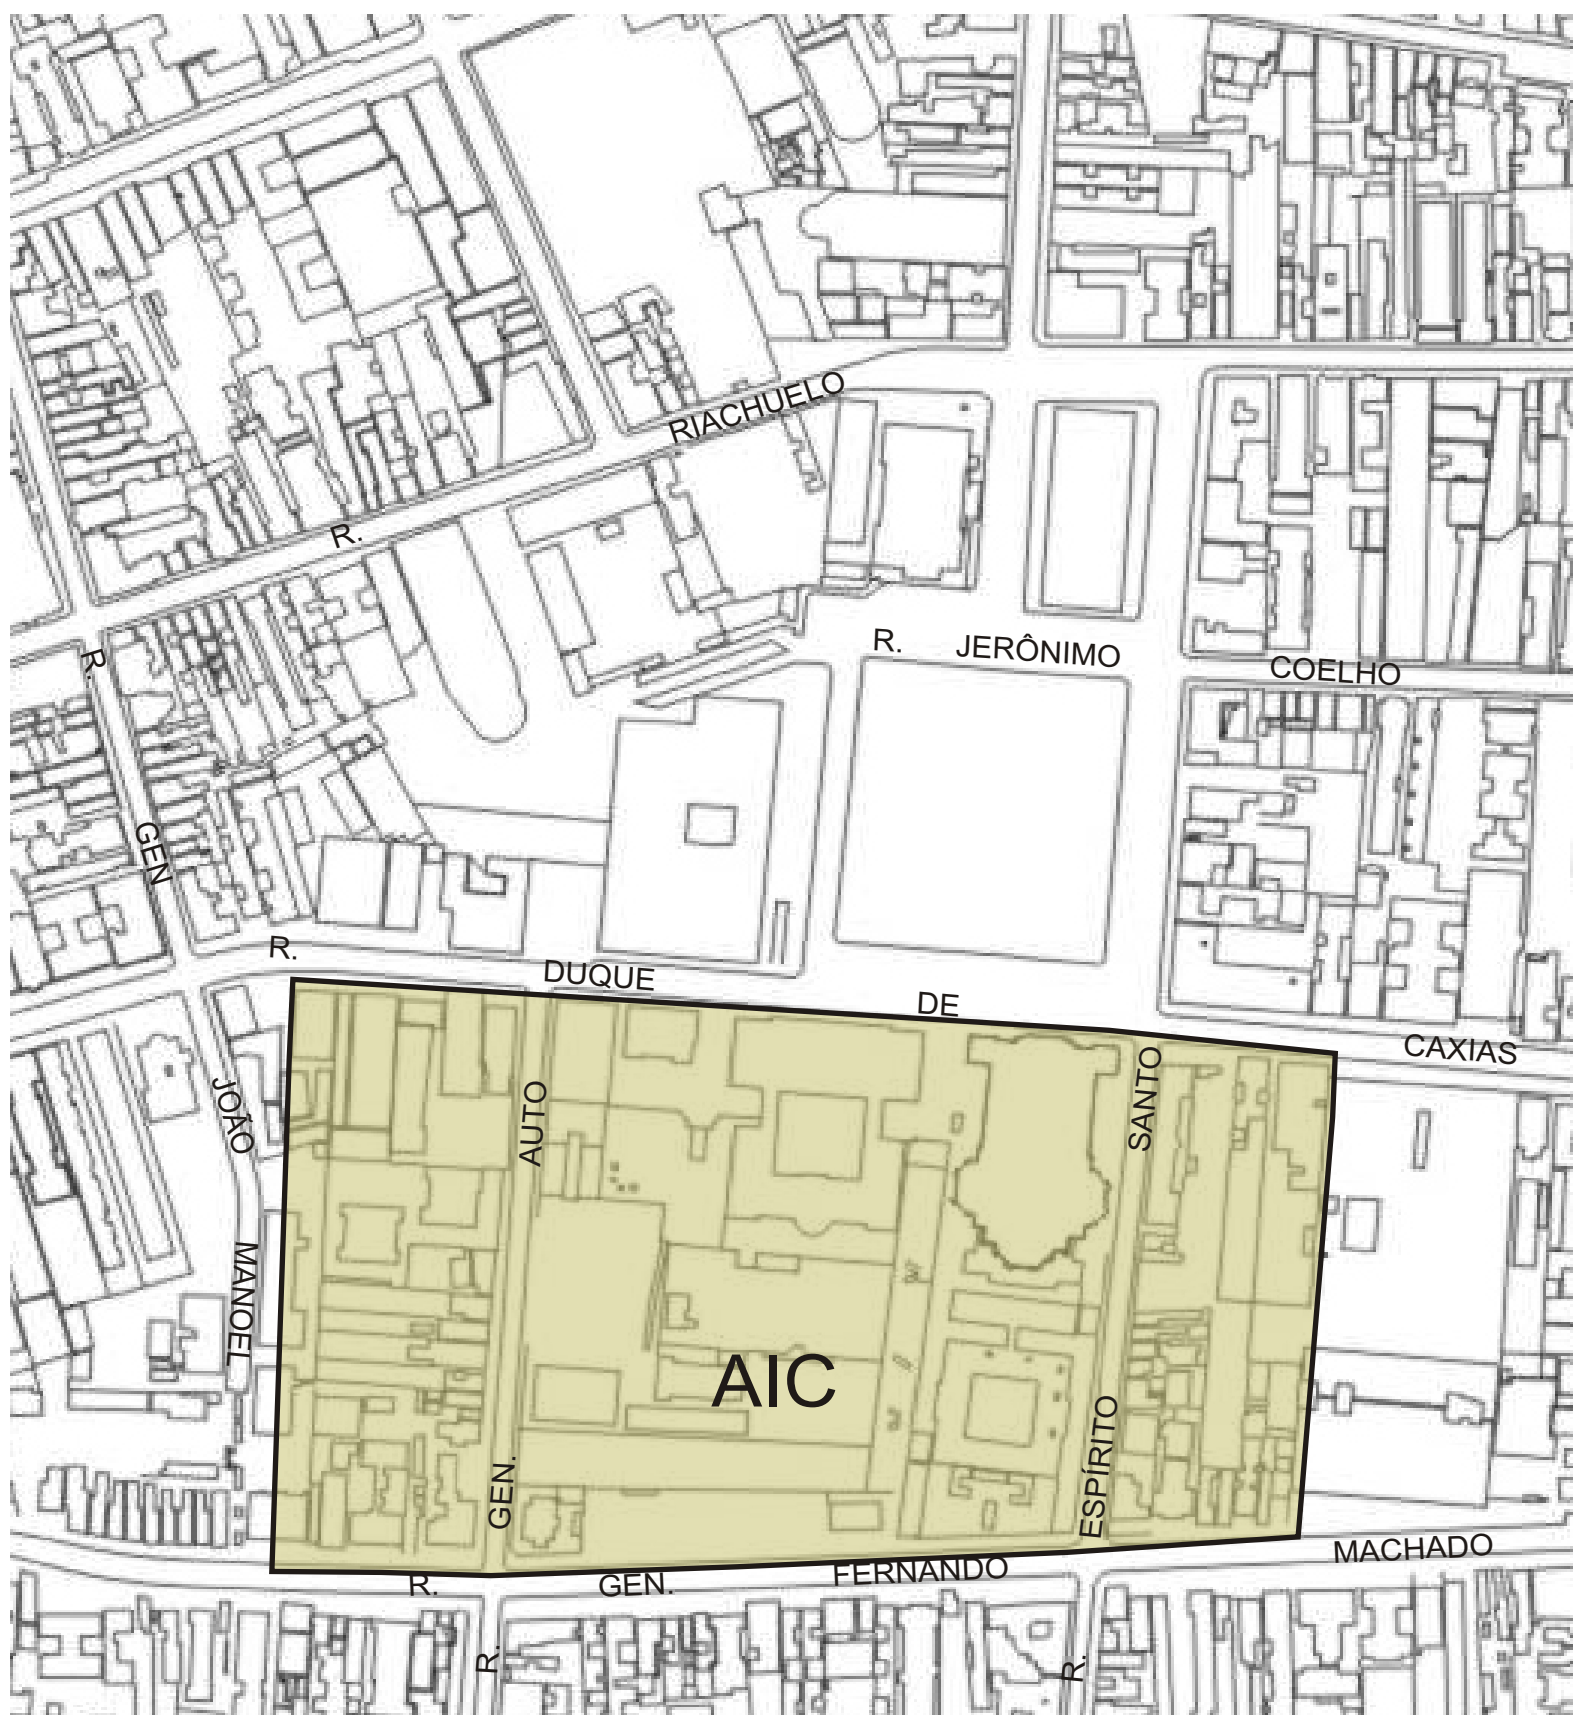 R. RIACHUELO
R. JERÔNIMO COELHO
R. GEN JOÃO MANOEL
R. DUQUE DE CAXIAS
AUTO
GEN.
R.
SANTO
ESPÍRITO
R.
AIC
R. GEN. FERNANDO MACHADO